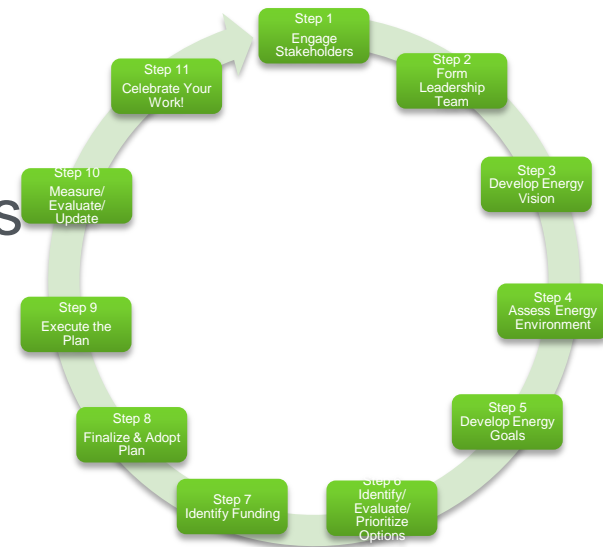 Step 1
Engage
Stakeholders
Step 2
Form
Leadership
Team
Step 3
Develop Energy
Vision
Step 4
Assess Energy
Environment
Step 5
Develop Energy
Goals
Step 6
Identify/
Evaluate/
Prioritize
Options
Step 7
Identify Funding
Step 8
Finalize & Adopt
Plan
Step 9
Execute the
Plan
Step 10
Measure/
Evaluate/
Update
Step 11
Celebrate Your
Work!
s